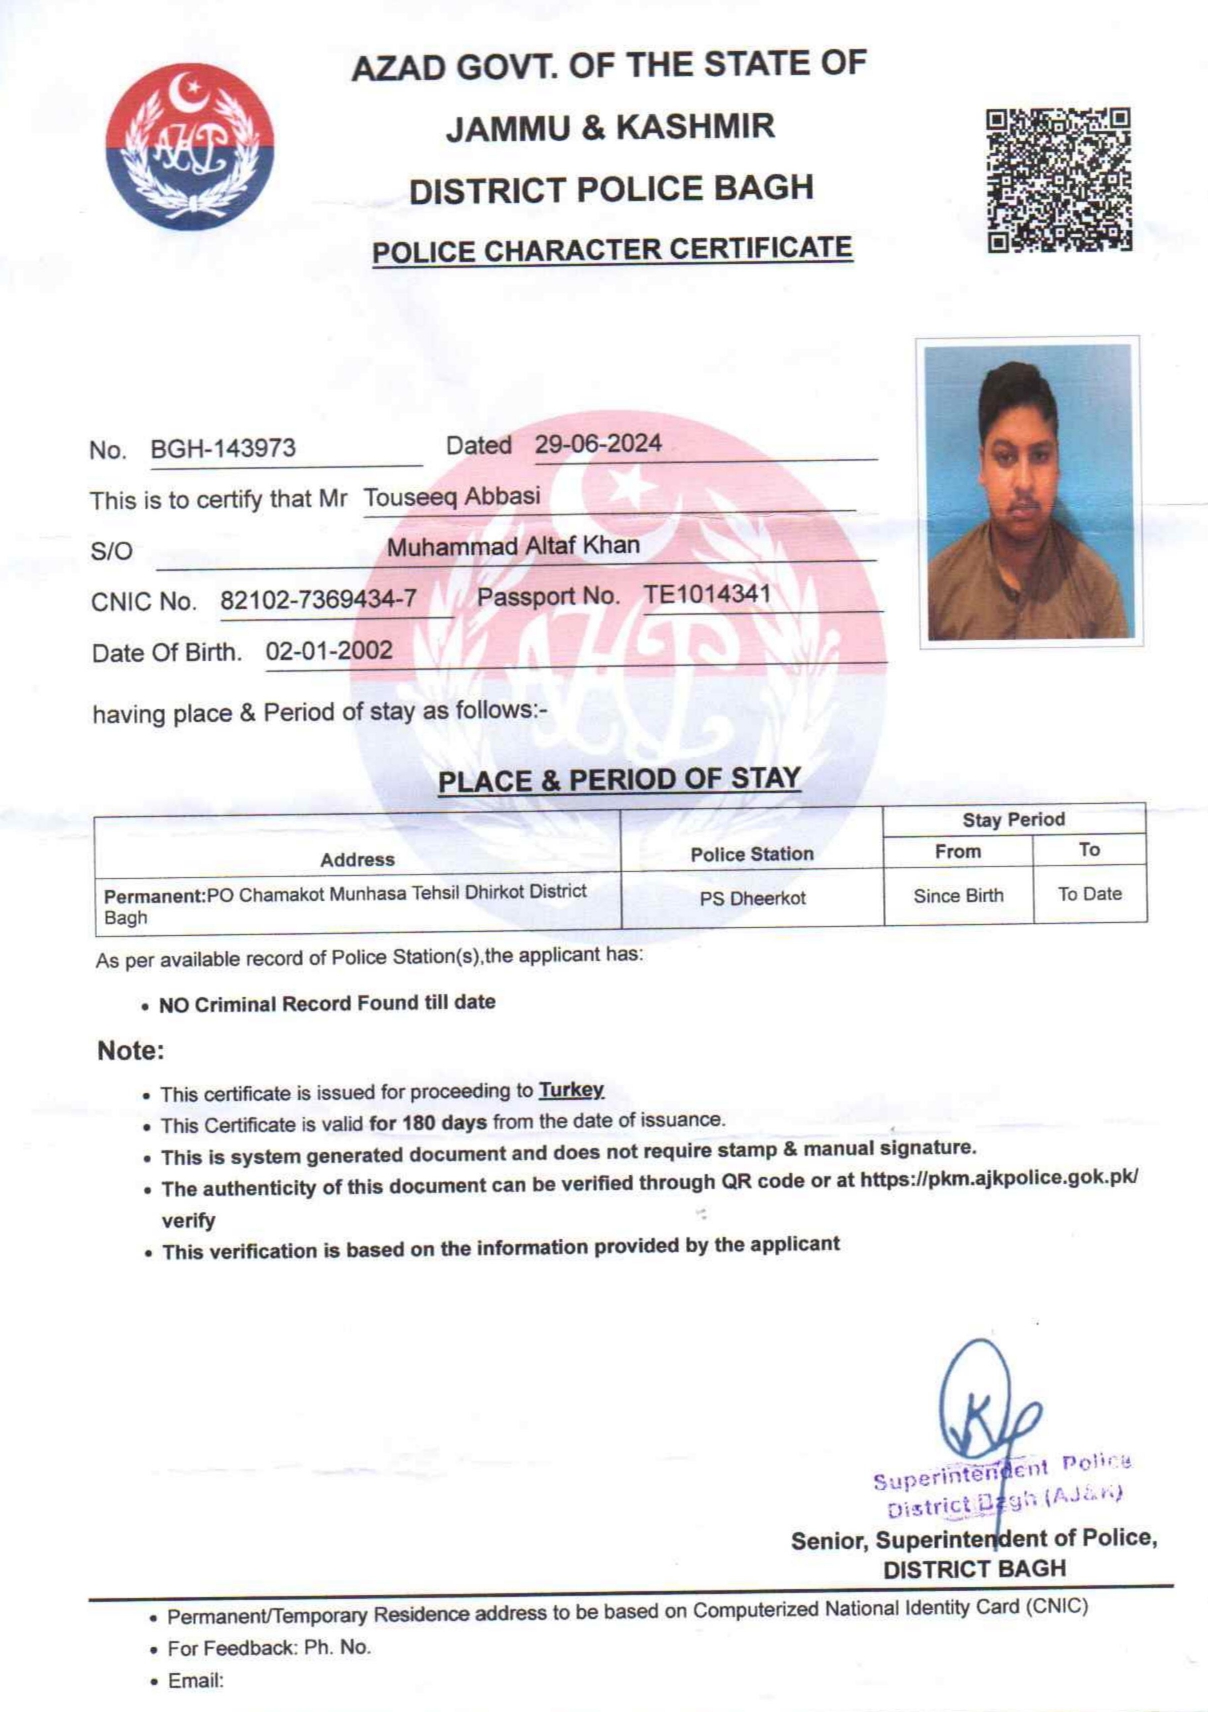 AZAD GOVT. OF THE STATE OF
JAMMU & KASHMIR
DISTRICT POLICE BAGH
POLICE CHARACTER CERTIFICATE
AHP
No. BGH-143973 Dated 29-06-2024
This is to certify that Mr Touseeq Abbasi
S/O Muhammad Altaf Khan
CNIC No. 82102-7369434-7 Passport No. TE1014341
Date Of Birth. 02-01-2002
having place & Period of stay as follows:-
PLACE & PERIOD OF STAY
Address Police Station Stay Period
From To
Permanent:PO Chamakot Munhasa Tehsil Dhirkot District
Bagh
PS Dheerkot Since Birth To Date
As per available record of Police Station(s),the applicant has:
• NO Criminal Record Found till date
Note:
• This certificate is issued for proceeding to Turkey
• This Certificate is valid for 180 days from the date of issuance.
• This is system generated document and does not require stamp & manual signature.
• The authenticity of this document can be verified through QR code or at https://pkm.ajkpolice.gok.pk/
verify
• This verification is based on the information provided by the applicant
Superintendent Police
District Bagh (AJ&K)
Senior, Superintendent of Police,
DISTRICT BAGH
• Permanent/Temporary Residence address to be based on Computerized National Identity Card (CNIC)
• For Feedback: Ph. No.
• Email: